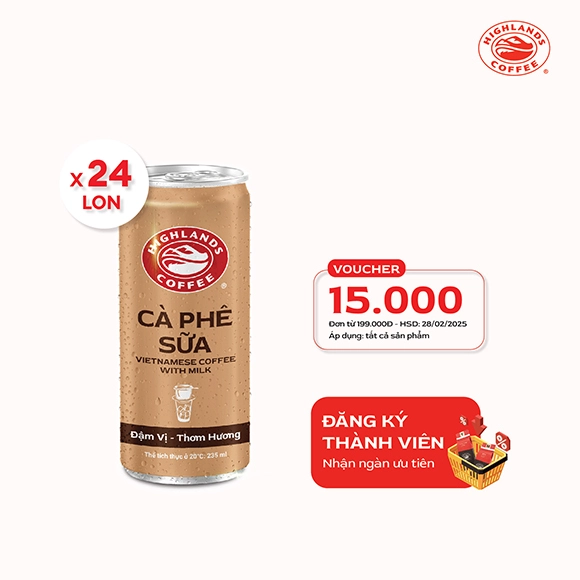 HIGHLANDS
COFFEE
®
x24
LON
HIGHLANDS
COFFEE
®
CÀ PHÊ
SỮA
VIETNAMESE COFFEE
WITH MILK
Đậm Vị - Thơm Hương
Thể tích thực ở 20°C: 235 ml
VOUCHER
15.000
Đơn từ 199.000Đ - HSD: 28/02/2025
Áp dụng: tất cả sản phẩm
ĐĂNG KÝ
THÀNH VIÊN
Nhận ngàn ưu tiên
%